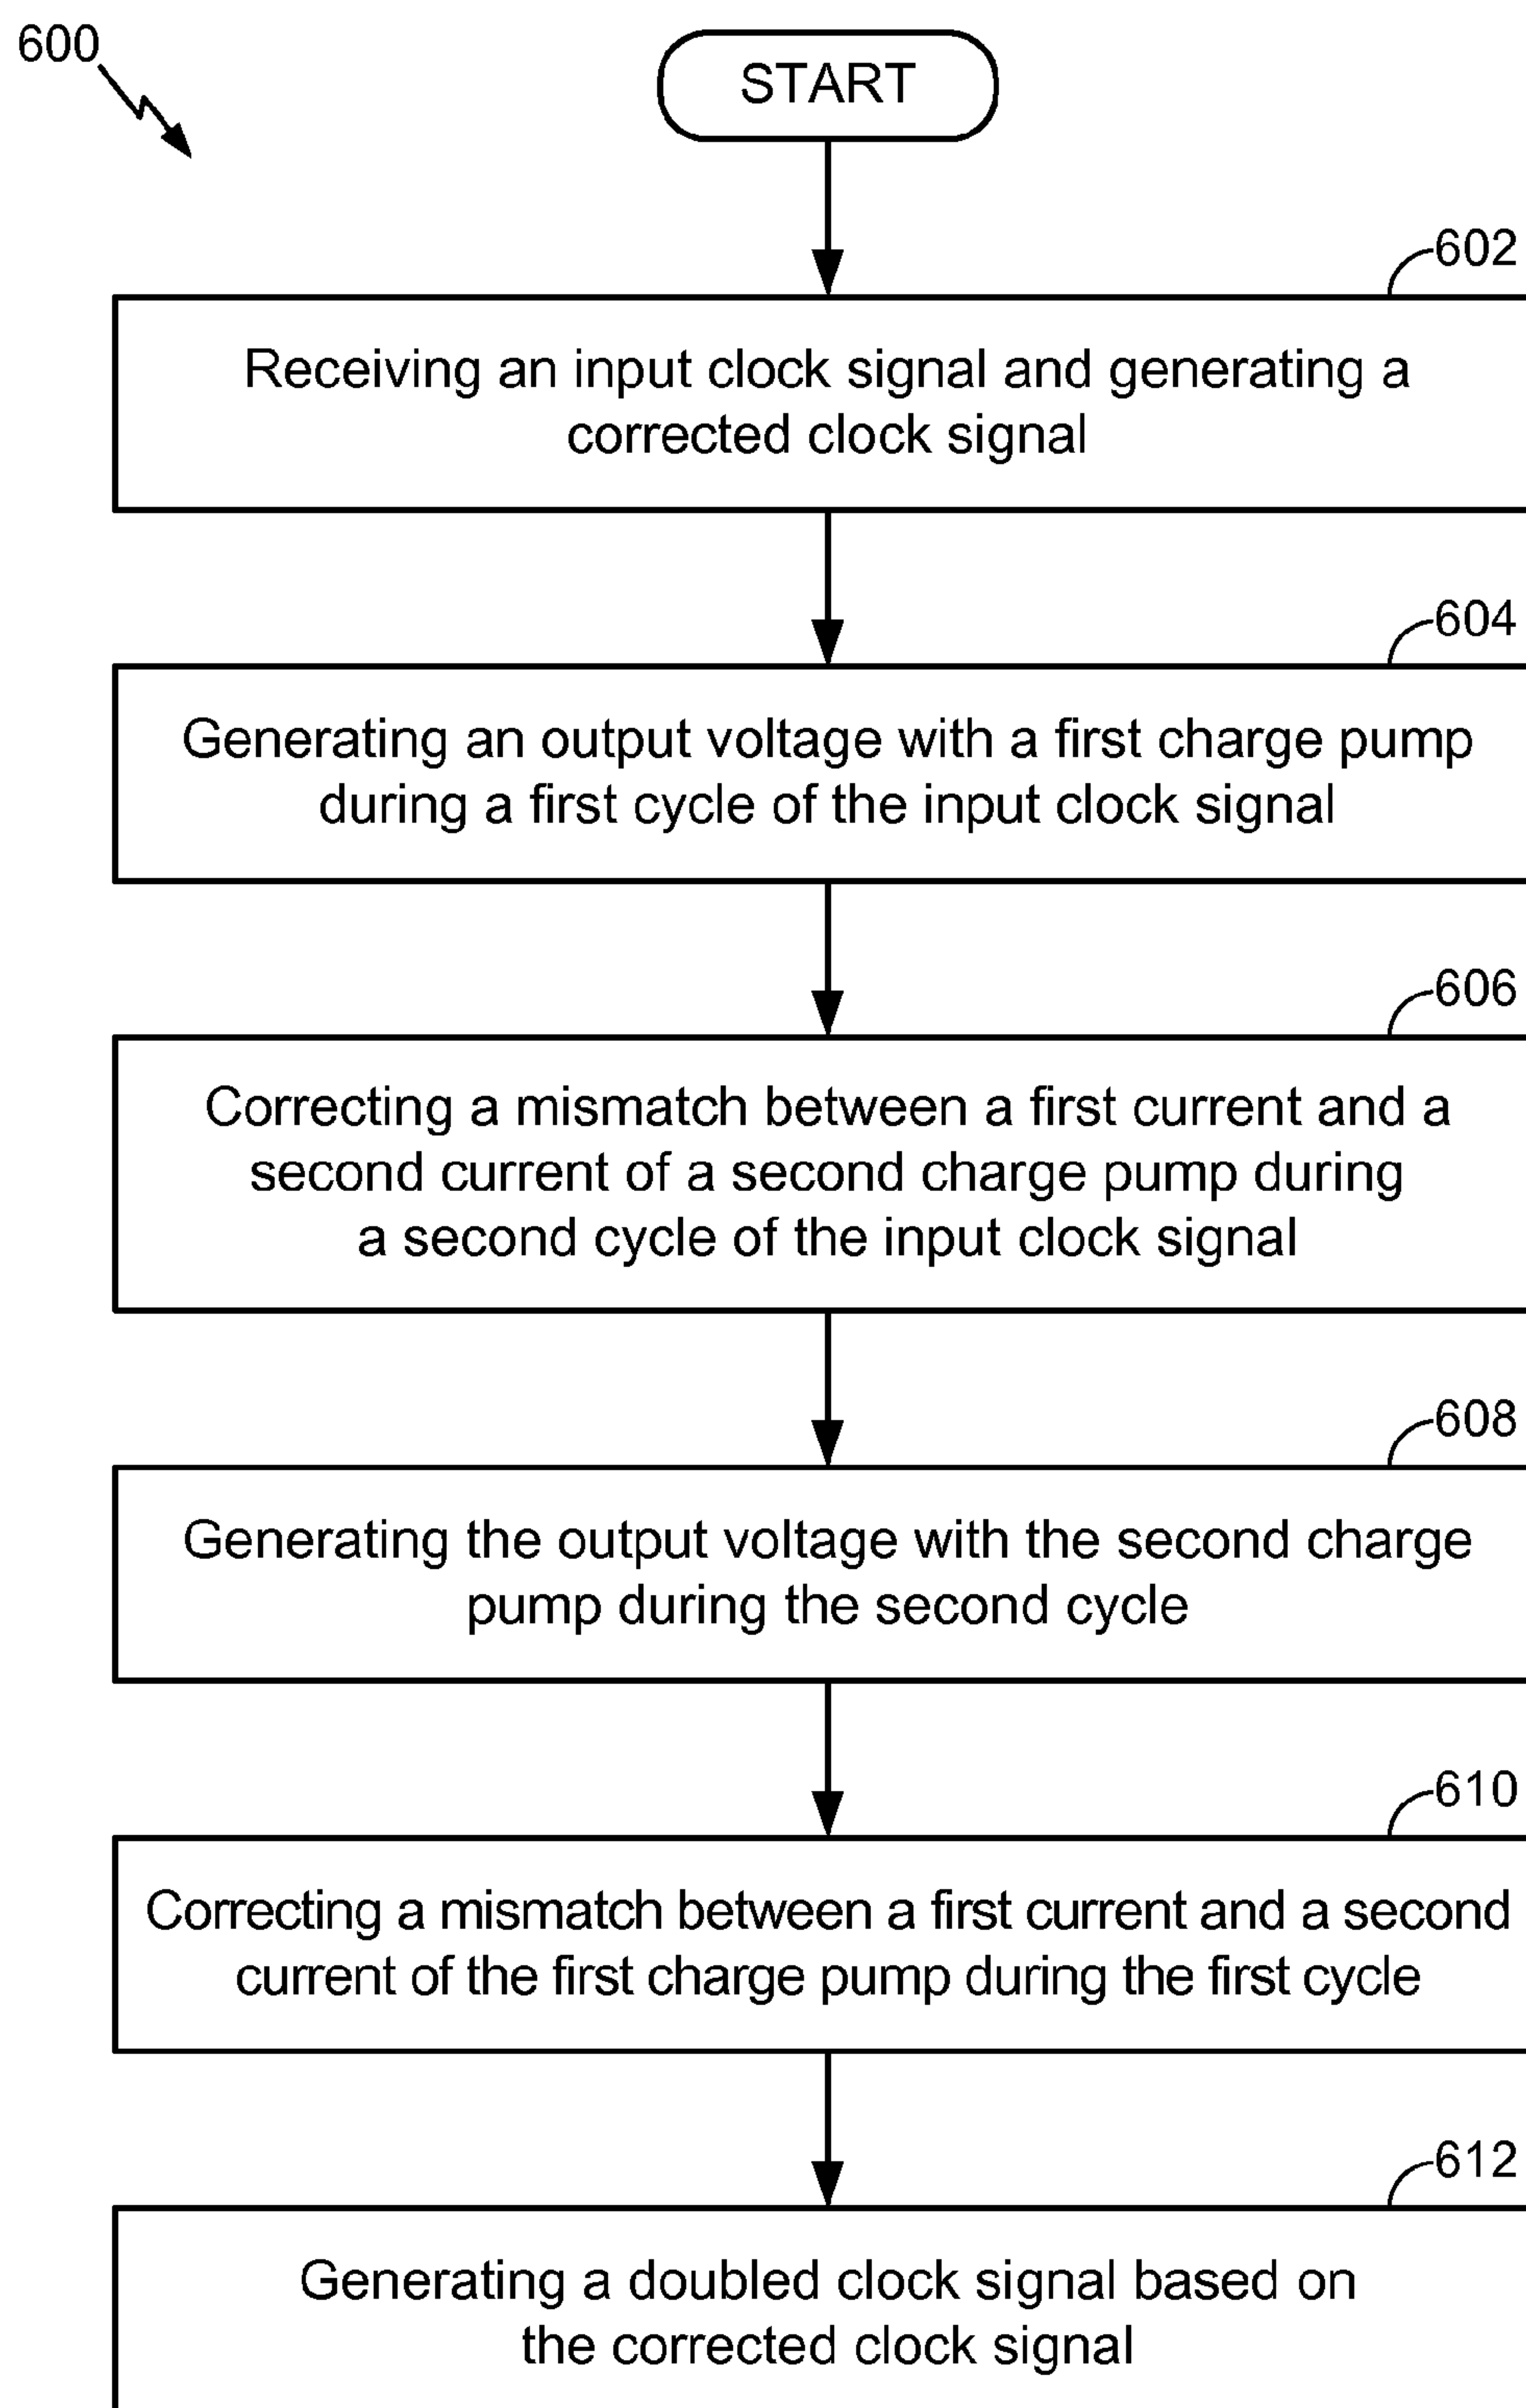 600
START
602
Receiving an input clock signal and generating a
corrected clock signal
604
Generating an output voltage with a first charge pump
during a first cycle of the input clock signal
606
Correcting a mismatch between a first current and a
second current of a second charge pump during
a second cycle of the input clock signal
608
Generating the output voltage with the second charge
pump during the second cycle
610
Correcting a mismatch between a first current and a second
current of the first charge pump during the first cycle
612
Generating a doubled clock signal based on
the corrected clock signal